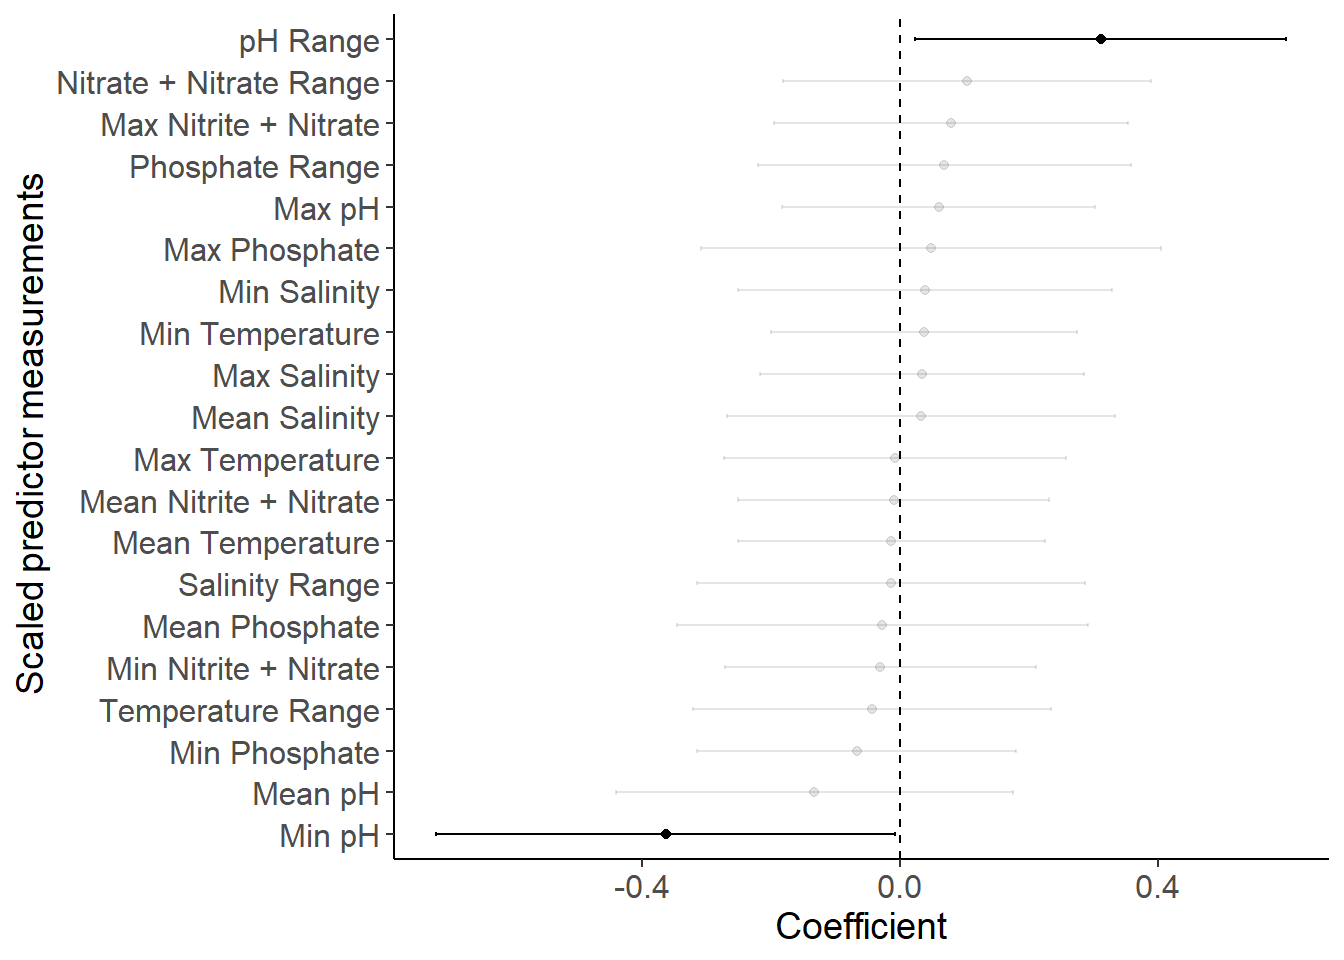 Scaled predictor measurements
pH Range
Nitrate + Nitrate Range
Max Nitrite + Nitrate
Phosphate Range
Max pH
Max Phosphate
Min Salinity
Min Temperature
Max Salinity
Mean Salinity
Max Temperature
Mean Nitrite + Nitrate
Mean Temperature
Salinity Range
Mean Phosphate
Min Nitrite + Nitrate
Temperature Range
Min Phosphate
Mean pH
Min pH
-0.4 0.0 0.4
Coefficient